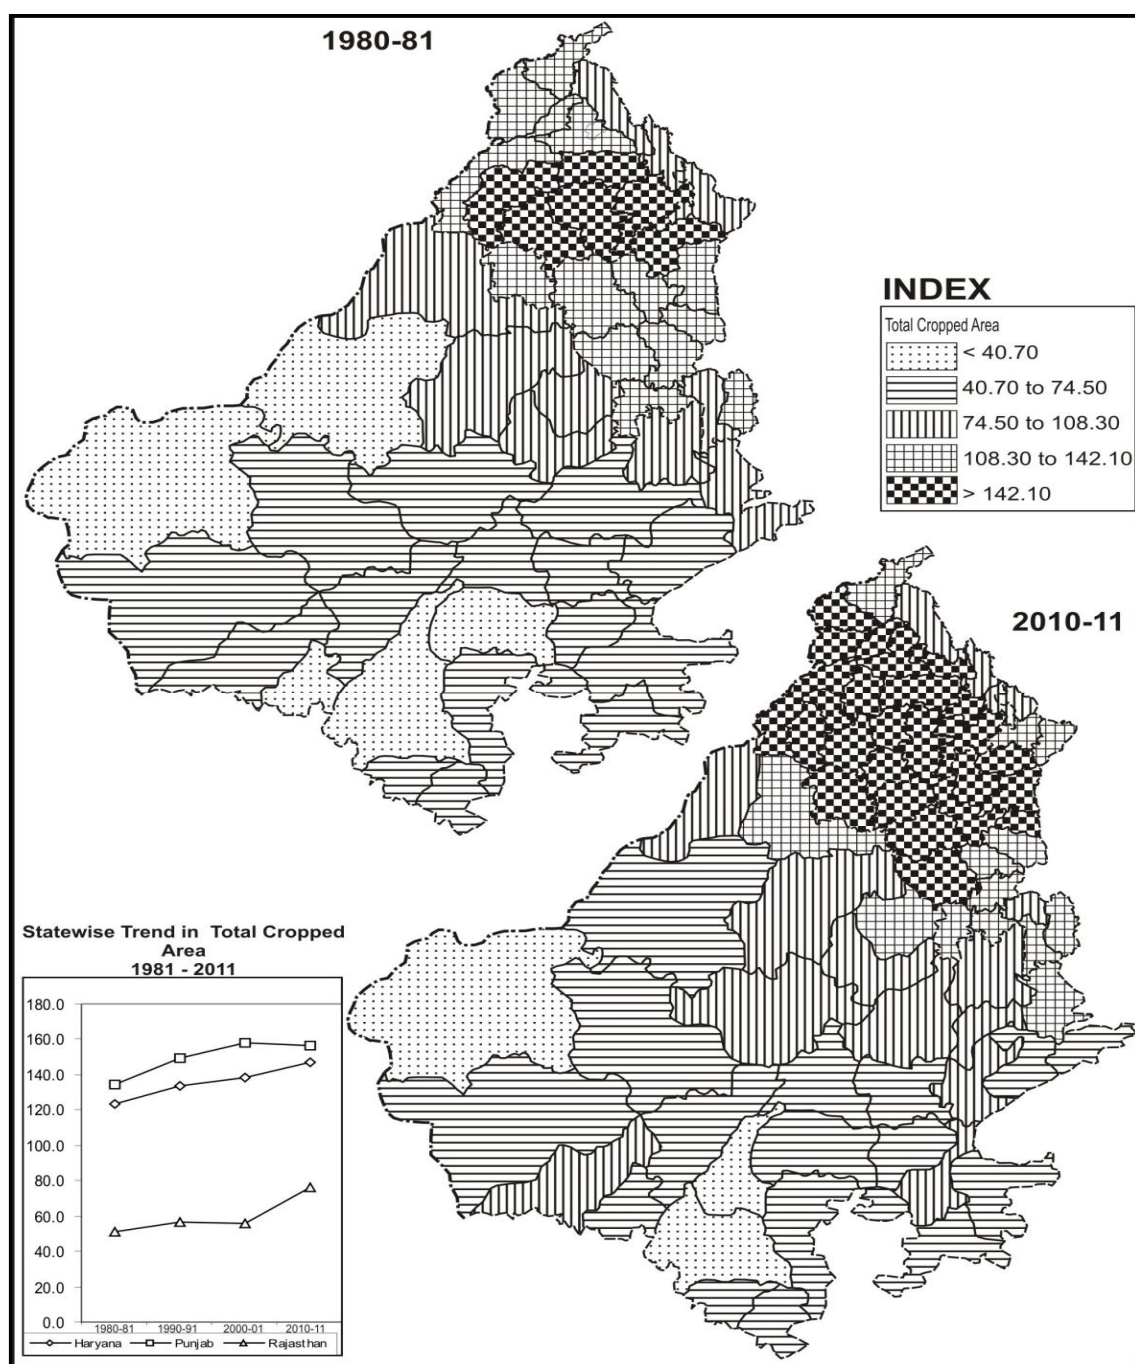 1980-81
INDEX
Total Cropped Area
< 40.70
40.70 to 74.50
74.50 to 108.30
108.30 to 142.10
> 142.10
2010-11
Statewise Trend in Total Cropped
Area
1981 - 2011
180.0
160.0
140.0
120.0
100.0
80.0
60.0
40.0
20.0
0.0
1980-81 1990-91 2000-01 2010-11
Haryana Punjab Rajasthan